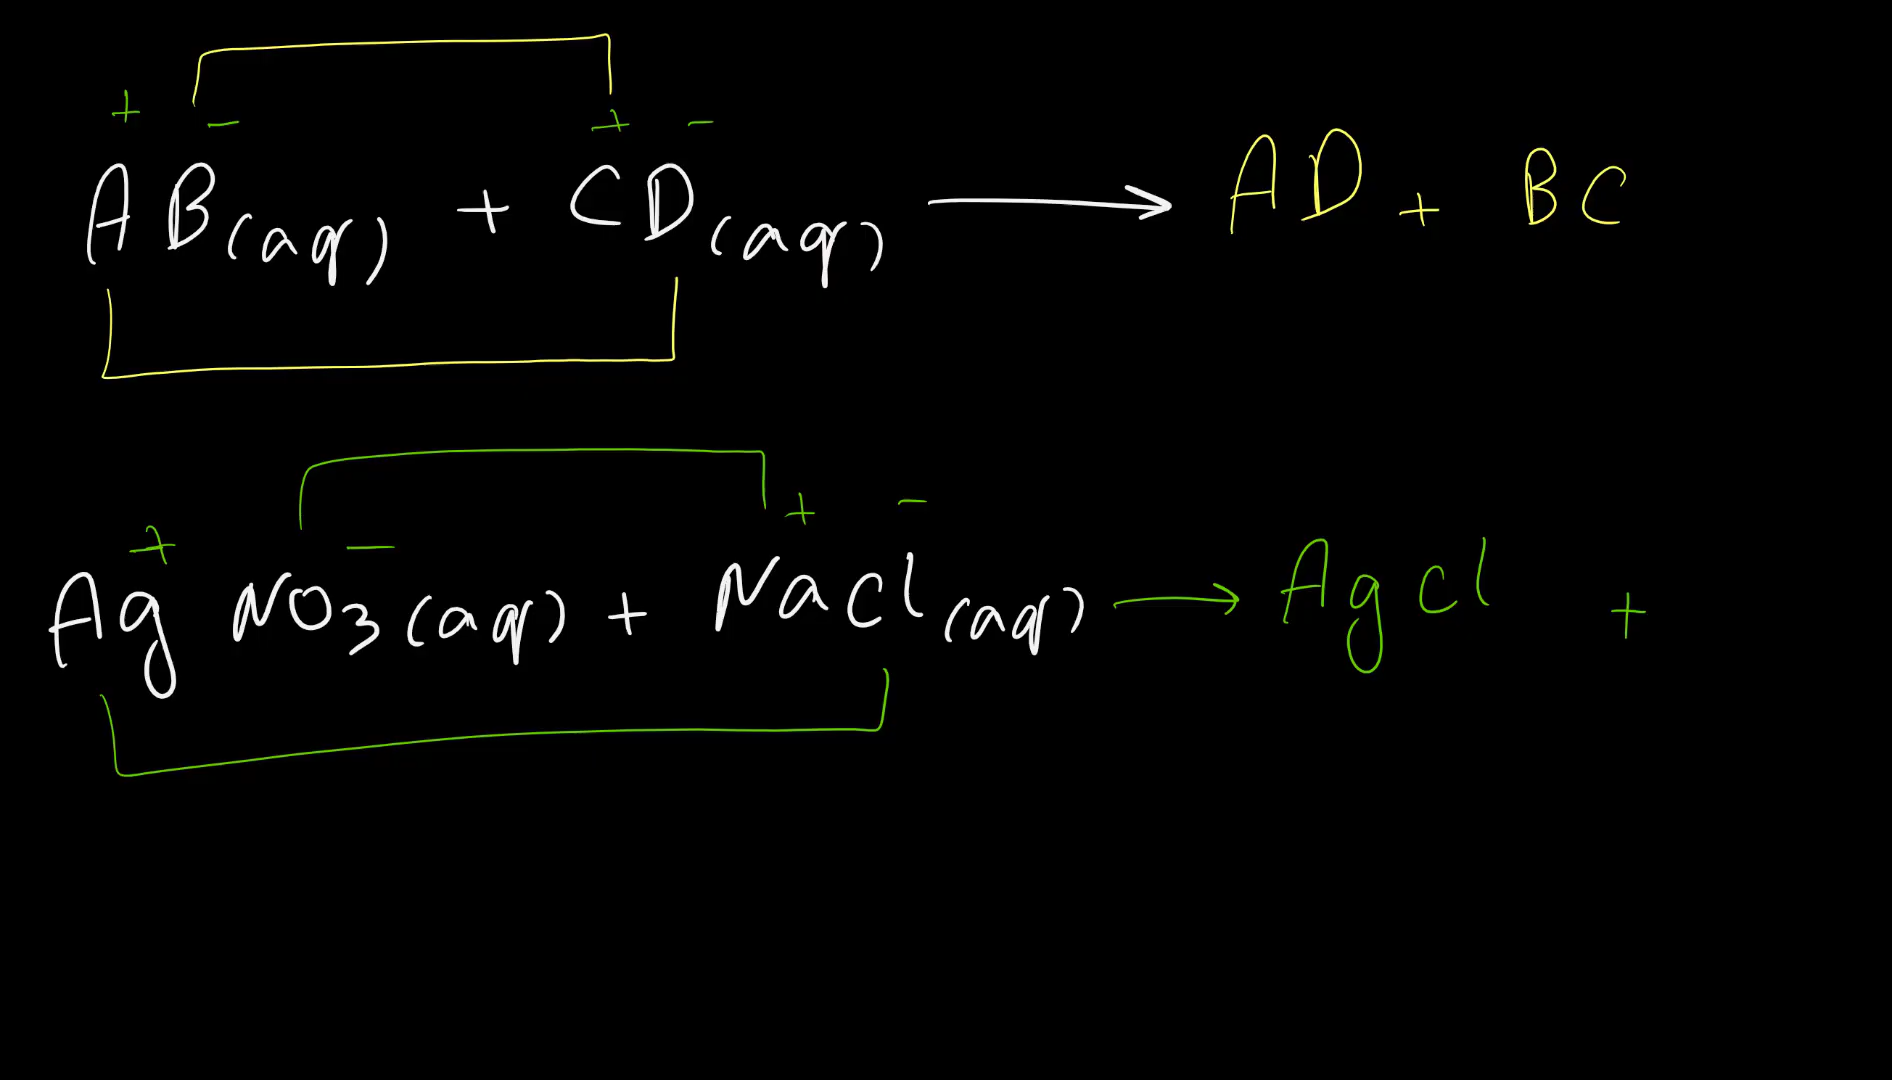 + - + -
AB(aq) + CD(aq) → AD + BC
+ - + -
AgNO3(aq) + NaCl(aq) → AgCl +